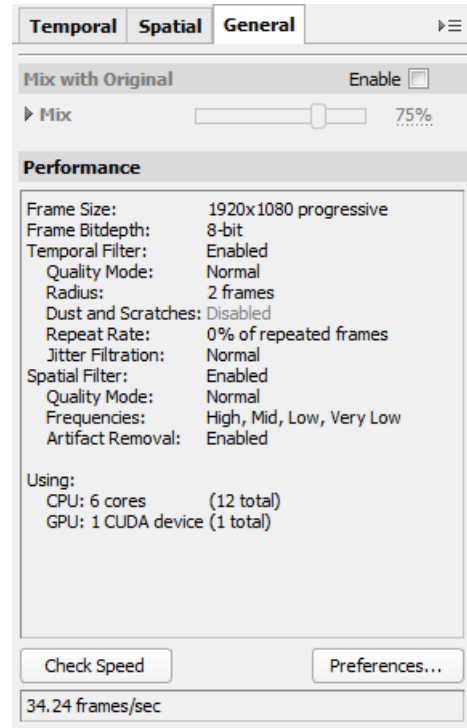 Temporal Spatial General
Mix with Original Enable
Mix 75%
Performance
Frame Size: 1920x1080 progressive
Frame Bitdepth: 8-bit
Temporal Filter: Enabled
Quality Mode: Normal
Radius: 2 frames
Dust and Scratches: Disabled
Repeat Rate: 0% of repeated frames
Jitter Filtration: Normal
Spatial Filter: Enabled
Quality Mode: Normal
Frequencies: High, Mid, Low, Very Low
Artifact Removal: Enabled
Using:
CPU: 6 cores (12 total)
GPU: 1 CUDA device (1 total)
Check Speed Preferences...
34.24 frames/sec